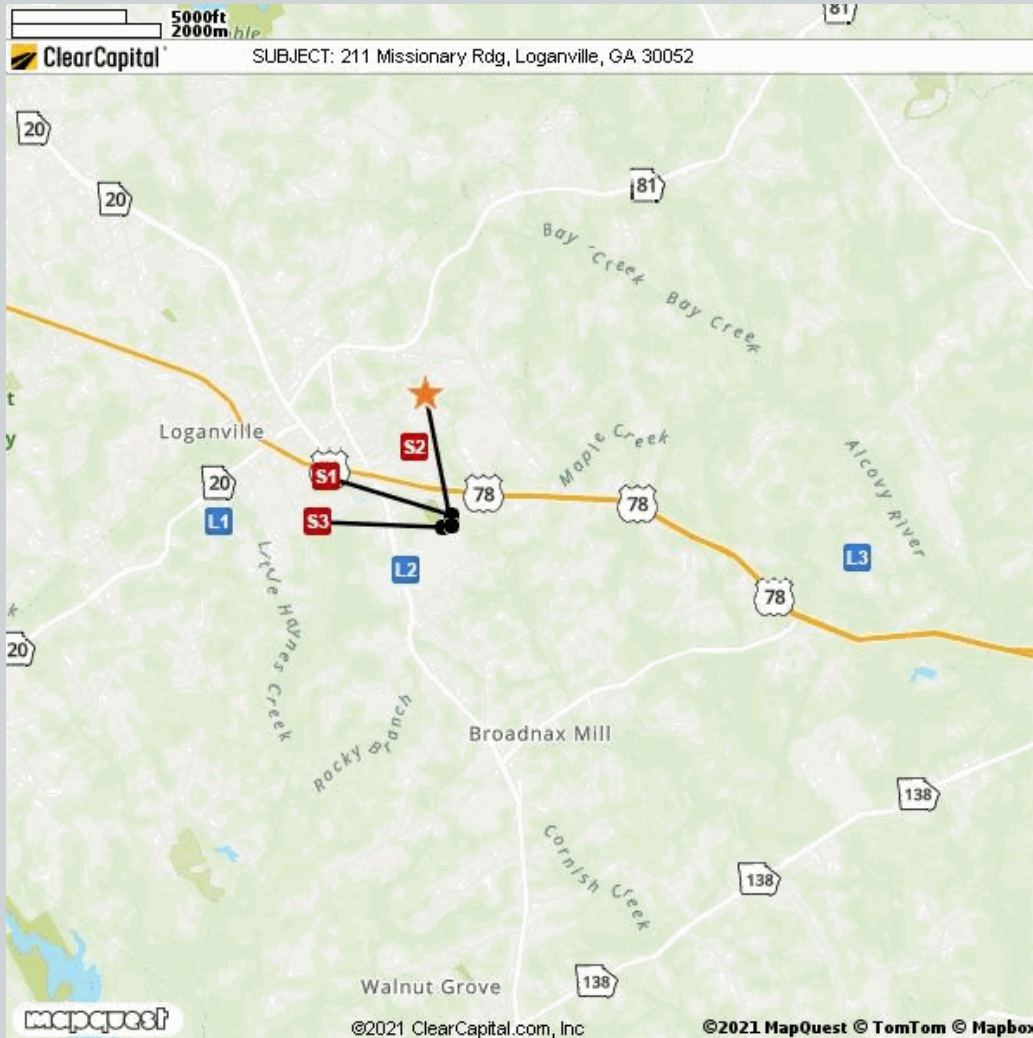 5000ft
2000m
81
ClearCapital
SUBJECT: 211 Missionary Rdg, Loganville, GA 30052
20
20
81
Bay Creek
Bay Creek
Loganville
S2
Maple Creek
Alcovy River
S1
20
78
78
L1
S3
L2
L3
Little Haynes Creek
78
20
Rocky Branch
Broadnax Mill
138
Cornish Creek
138
Walnut Grove
138
mapquest
©2021 ClearCapital.com, Inc
©2021 MapQuest © TomTom © Mapbox